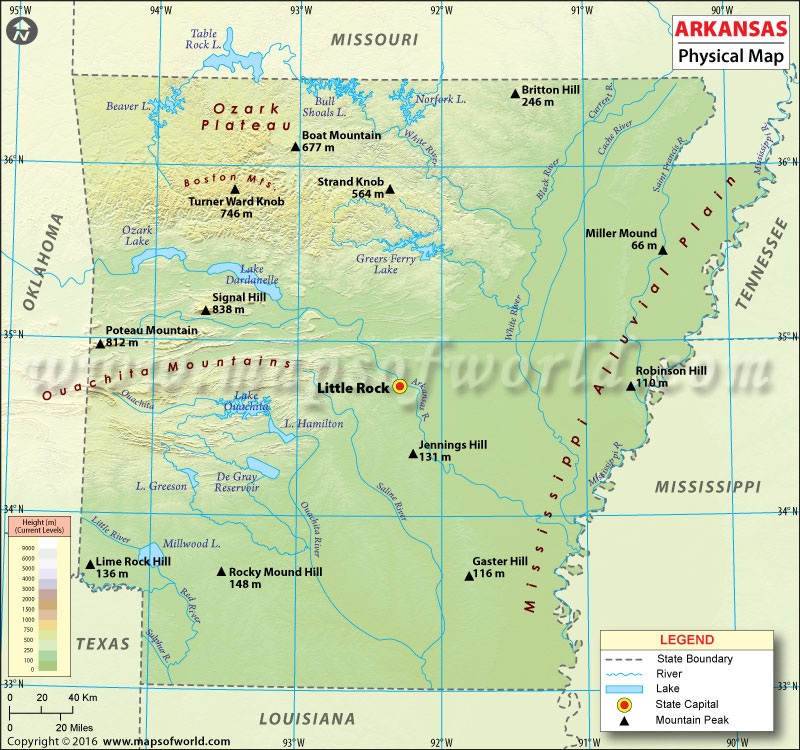 N
95°W
94°W
93°W
92°W
91°W
90°W
ARKANSAS
Physical Map
MISSOURI
Table
Rock L.
Beaver L.
Ozark
Plateau
Bull
Shoals L.
Norfork L.
Britton Hill
246 m
Current R.
Cache River
Boat Mountain
677 m
White River
Black River
Saint Francis R
Mississippi R
36°N
36°N
Boston Mts.
Turner Ward Knob
746 m
Strand Knob
564 m
OKLAHOMA
TENNESSEE
Ozark
Lake
Greers Ferry
Lake
Miller Mound
66 m
Lake
Dardanelle
Signal Hill
838 m
White River
Poteau Mountain
812 m
35°N
35°N
www.mapsofworld.com
Ouachita Mountains
Little Rock
Arkansas R.
Robinson Hill
110 m
Mississippi Alluvial Plain
Ouachita
Lake
Ouachita
L. Hamilton
Jennings Hill
131 m
Mississippi R
L. Greeson
De Gray
Reservoir
Saline River
Ouachita River
MISSISSIPPI
34°N
34°N
Height (m)
(Current Levels)
9000
6000
5000
4000
3000
2000
1500
1000
750
500
250
100
0
Little River
Millwood L.
Lime Rock Hill
136 m
Rocky Mound Hill
148 m
Gaster Hill
116 m
Red River
Sulphur R.
TEXAS
33°N
33°N
LOUISIANA
0 20 40 Km
0 20 Miles
LEGEND
State Boundary
River
Lake
State Capital
Mountain Peak
94°W
93°W
92°W
91°W
90°W
Copyright © 2016 www.mapsofworld.com